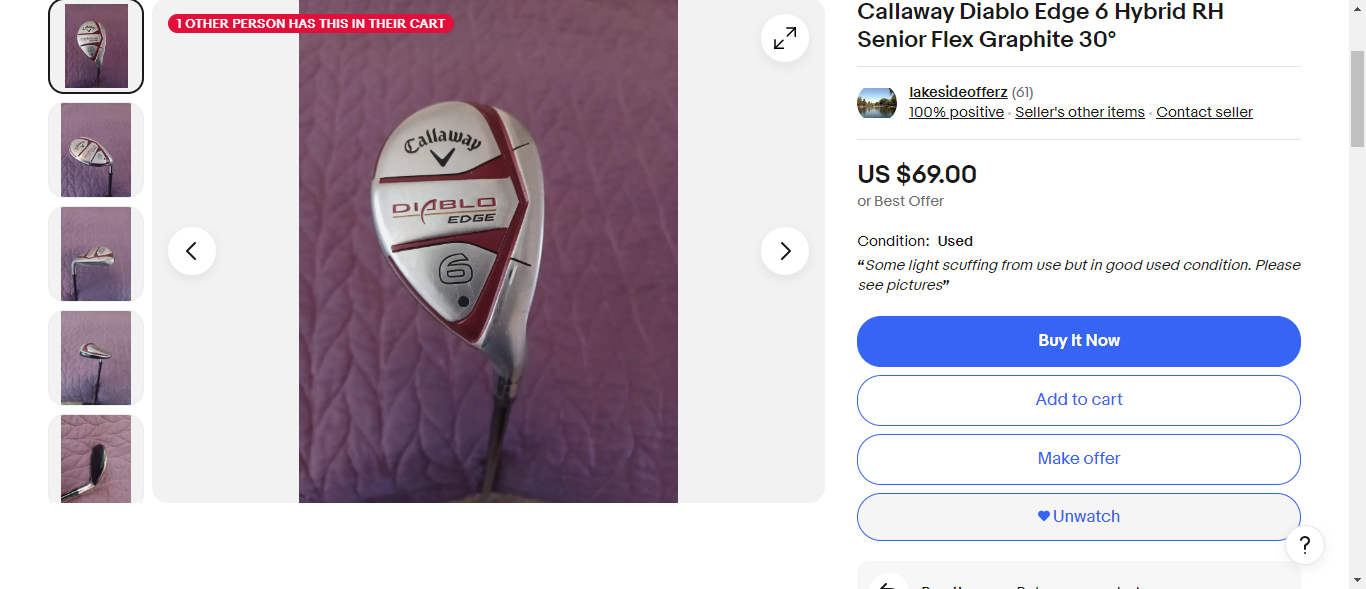 1 OTHER PERSON HAS THIS IN THEIR CART
Callaway
DIABLO
EDGE
6
Callaway Diablo Edge 6 Hybrid RH
Senior Flex Graphite 30°
lakesideofferz (61)
100% positive · Seller's other items · Contact seller
US $69.00
or Best Offer
Condition: Used
“Some light scuffing from use but in good used condition. Please
see pictures”
Buy It Now
Add to cart
Make offer
Unwatch
?